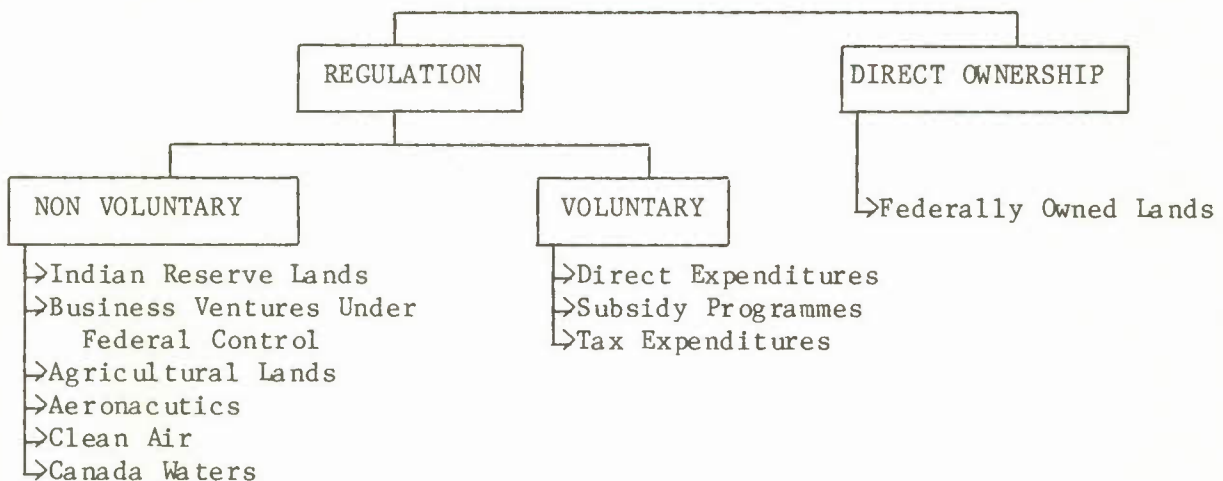 REGULATION
DIRECT OWNERSHIP
NON VOLUNTARY
VOLUNTARY
Federally Owned Lands
Indian Reserve Lands
Business Ventures Under
Federal Control
Agricultural Lands
Aeronacutics
Clean Air
Canada Waters
Direct Expenditures
Subsidy Programmes
Tax Expenditures